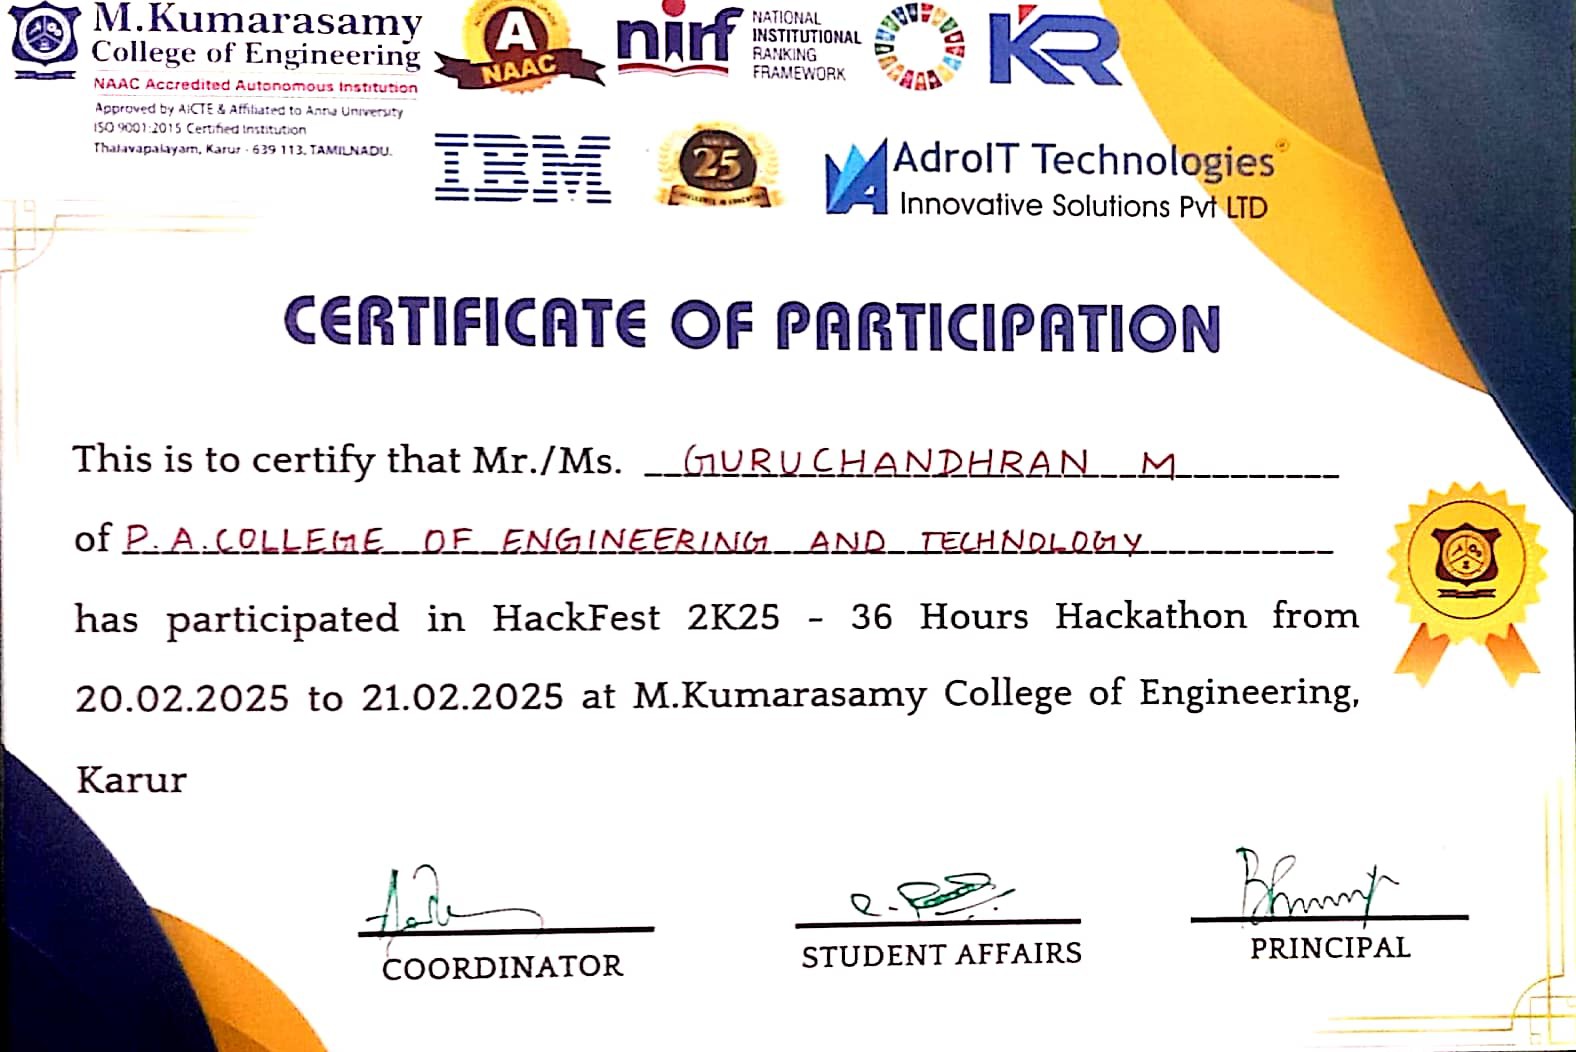 M.Kumarasamy
College of Engineering
NAAC Accredited Autonomous Institution
Approved by AICTE & Affiliated to Anna University
ISO 9001:2015 Certified Institution
Thalavapalayam, Karur - 639 113, TAMILNADU.
A
NAAC
nirf
NATIONAL
INSTITUTIONAL
RANKING
FRAMEWORK
KR
IBM
25
AdroIT Technologies
Innovative Solutions Pvt LTD
CERTIFICATE OF PARTICIPATION
This is to certify that Mr./Ms. GURUCHANDHRAN M
of P.A.COLLEGE OF ENGINEERING AND TECHNOLOGY
has participated in HackFest 2K25 - 36 Hours Hackathon from
20.02.2025 to 21.02.2025 at M.Kumarasamy College of Engineering,
Karur
COORDINATOR
STUDENT AFFAIRS
PRINCIPAL